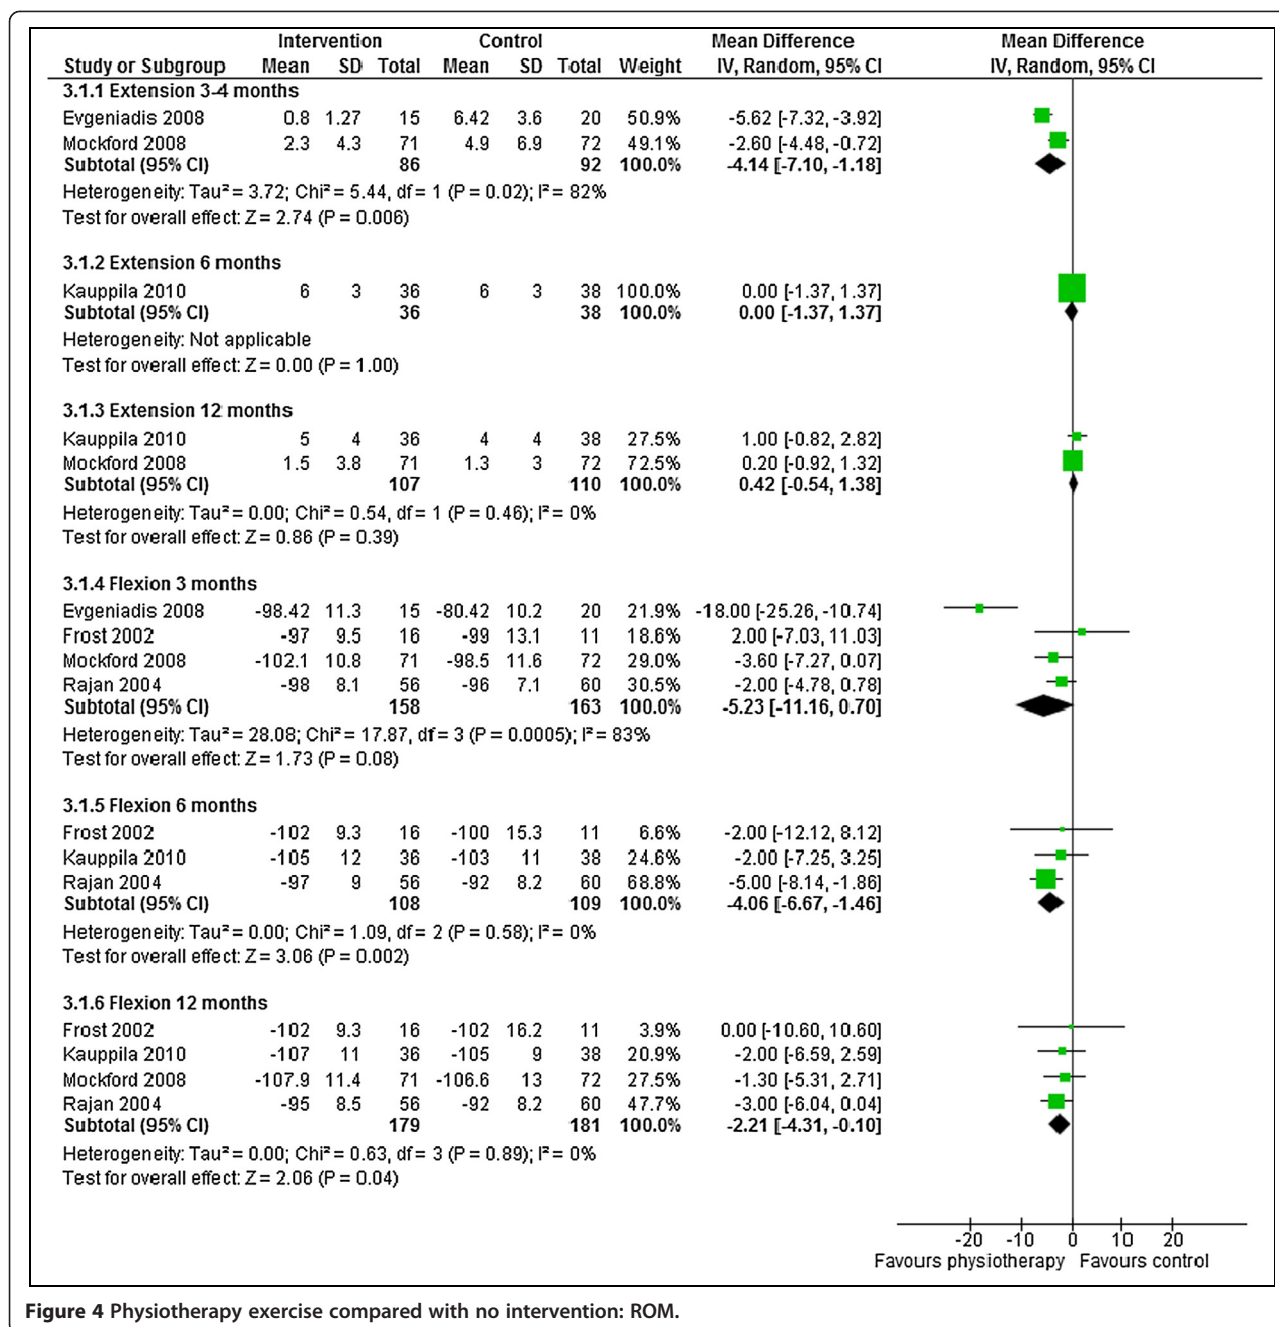 Intervention Control Mean Difference Mean Difference
Study or Subgroup Mean SD Total Mean SD Total Weight IV, Random, 95% CI IV, Random, 95% CI
3.1.1 Extension 3-4 months
Evgeniadis 2008 0.8 1.27 15 6.42 3.6 20 50.9% -5.62 [-7.32, -3.92]
Mockford 2008 2.3 4.3 71 4.9 6.9 72 49.1% -2.60 [-4.48, -0.72]
Subtotal (95% CI) 86 92 100.0% -4.14 [-7.10, -1.18]
Heterogeneity: Tau² = 3.72; Chi² = 5.44, df = 1 (P = 0.02); I² = 82%
Test for overall effect: Z = 2.74 (P = 0.006)
3.1.2 Extension 6 months
Kauppila 2010 6 3 36 6 3 38 100.0% 0.00 [-1.37, 1.37]
Subtotal (95% CI) 36 38 100.0% 0.00 [-1.37, 1.37]
Heterogeneity: Not applicable
Test for overall effect: Z = 0.00 (P = 1.00)
3.1.3 Extension 12 months
Kauppila 2010 5 4 36 4 4 38 27.5% 1.00 [-0.82, 2.82]
Mockford 2008 1.5 3.8 71 1.3 3 72 72.5% 0.20 [-0.92, 1.32]
Subtotal (95% CI) 107 110 100.0% 0.42 [-0.54, 1.38]
Heterogeneity: Tau² = 0.00; Chi² = 0.54, df = 1 (P = 0.46); I² = 0%
Test for overall effect: Z = 0.86 (P = 0.39)
3.1.4 Flexion 3 months
Evgeniadis 2008 -98.42 11.3 15 -80.42 10.2 20 21.9% -18.00 [-25.26, -10.74]
Frost 2002 -97 9.5 16 -99 13.1 11 18.6% 2.00 [-7.03, 11.03]
Mockford 2008 -102.1 10.8 71 -98.5 11.6 72 29.0% -3.60 [-7.27, 0.07]
Rajan 2004 -98 8.1 56 -96 7.1 60 30.5% -2.00 [-4.78, 0.78]
Subtotal (95% CI) 158 163 100.0% -5.23 [-11.16, 0.70]
Heterogeneity: Tau² = 28.08; Chi² = 17.87, df = 3 (P = 0.0005); I² = 83%
Test for overall effect: Z = 1.73 (P = 0.08)
3.1.5 Flexion 6 months
Frost 2002 -102 9.3 16 -100 15.3 11 6.6% -2.00 [-12.12, 8.12]
Kauppila 2010 -105 12 36 -103 11 38 24.6% -2.00 [-7.25, 3.25]
Rajan 2004 -97 9 56 -92 8.2 60 68.8% -5.00 [-8.14, -1.86]
Subtotal (95% CI) 108 109 100.0% -4.06 [-6.67, -1.46]
Heterogeneity: Tau² = 0.00; Chi² = 1.09, df = 2 (P = 0.58); I² = 0%
Test for overall effect: Z = 3.06 (P = 0.002)
3.1.6 Flexion 12 months
Frost 2002 -102 9.3 16 -102 16.2 11 3.9% 0.00 [-10.60, 10.60]
Kauppila 2010 -107 11 36 -105 9 38 20.9% -2.00 [-6.59, 2.59]
Mockford 2008 -107.9 11.4 71 -106.6 13 72 27.5% -1.30 [-5.31, 2.71]
Rajan 2004 -95 8.5 56 -92 8.2 60 47.7% -3.00 [-6.04, 0.04]
Subtotal (95% CI) 179 181 100.0% -2.21 [-4.31, -0.10]
Heterogeneity: Tau² = 0.00; Chi² = 0.63, df = 3 (P = 0.89); I² = 0%
Test for overall effect: Z = 2.06 (P = 0.04)
-20 -10 0 10 20
Favours physiotherapy Favours control
Figure 4 Physiotherapy exercise compared with no intervention: ROM.